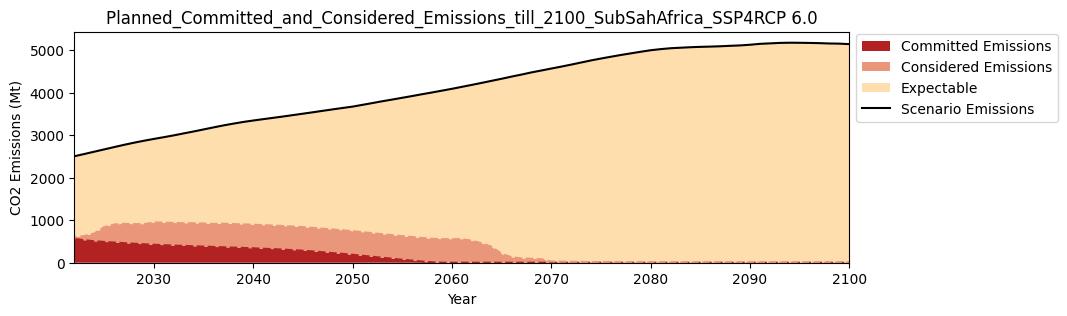 Planned_Committed_and_Considered_Emissions_till_2100_SubSahAfrica_SSP4RCP 6.0
CO2 Emissions (Mt)
5000
4000
3000
2000
1000
0
2030 2040 2050 2060 2070 2080 2090 2100
Year
Committed Emissions
Considered Emissions
Expectable
Scenario Emissions